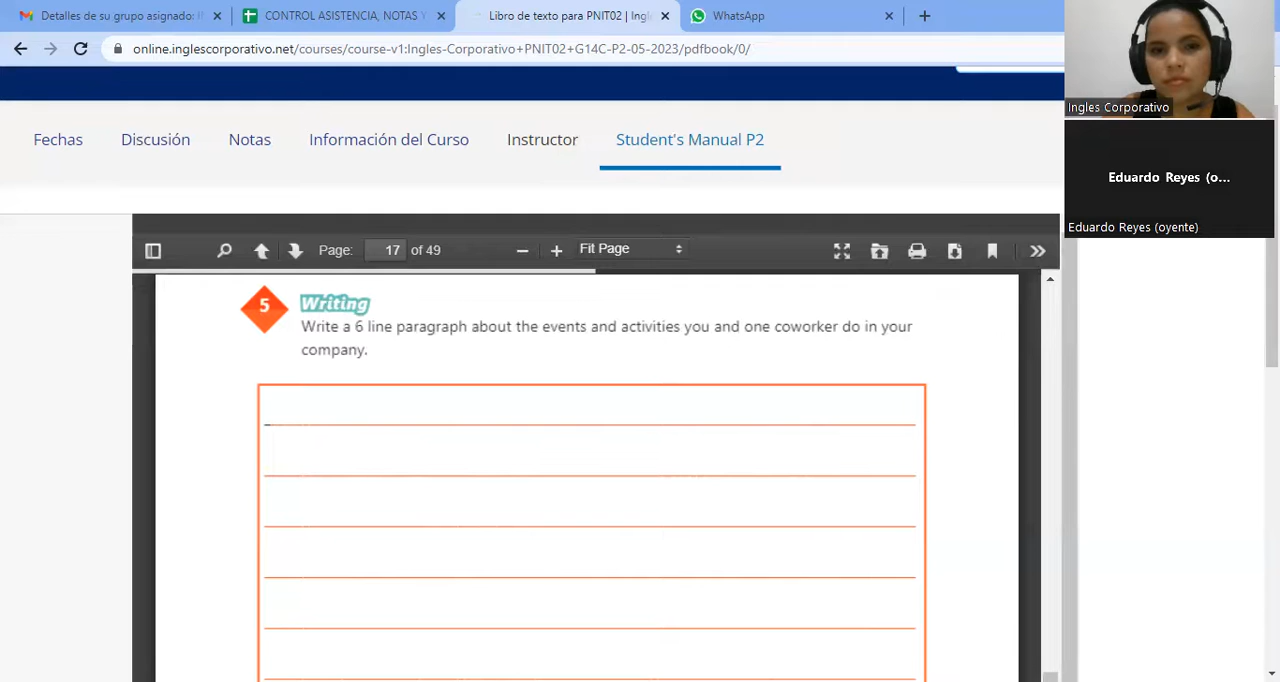 Detalles de su grupo asignado: I
CONTROL ASISTENCIA, NOTAS Y
Libro de texto para PNIT02 | Ingl
WhatsApp
online.inglescorporativo.net/courses/course-v1:Ingles-Corporativo+PNIT02+G14C-P2-05-2023/pdfbook/0/
Ingles Corporativo
Fechas
Discusión
Notas
Información del Curso
Instructor
Student's Manual P2
Eduardo Reyes (o...
Eduardo Reyes (oyente)
Page: 17 of 49
Fit Page
5
Writing
Write a 6 line paragraph about the events and activities you and one coworker do in your
company.